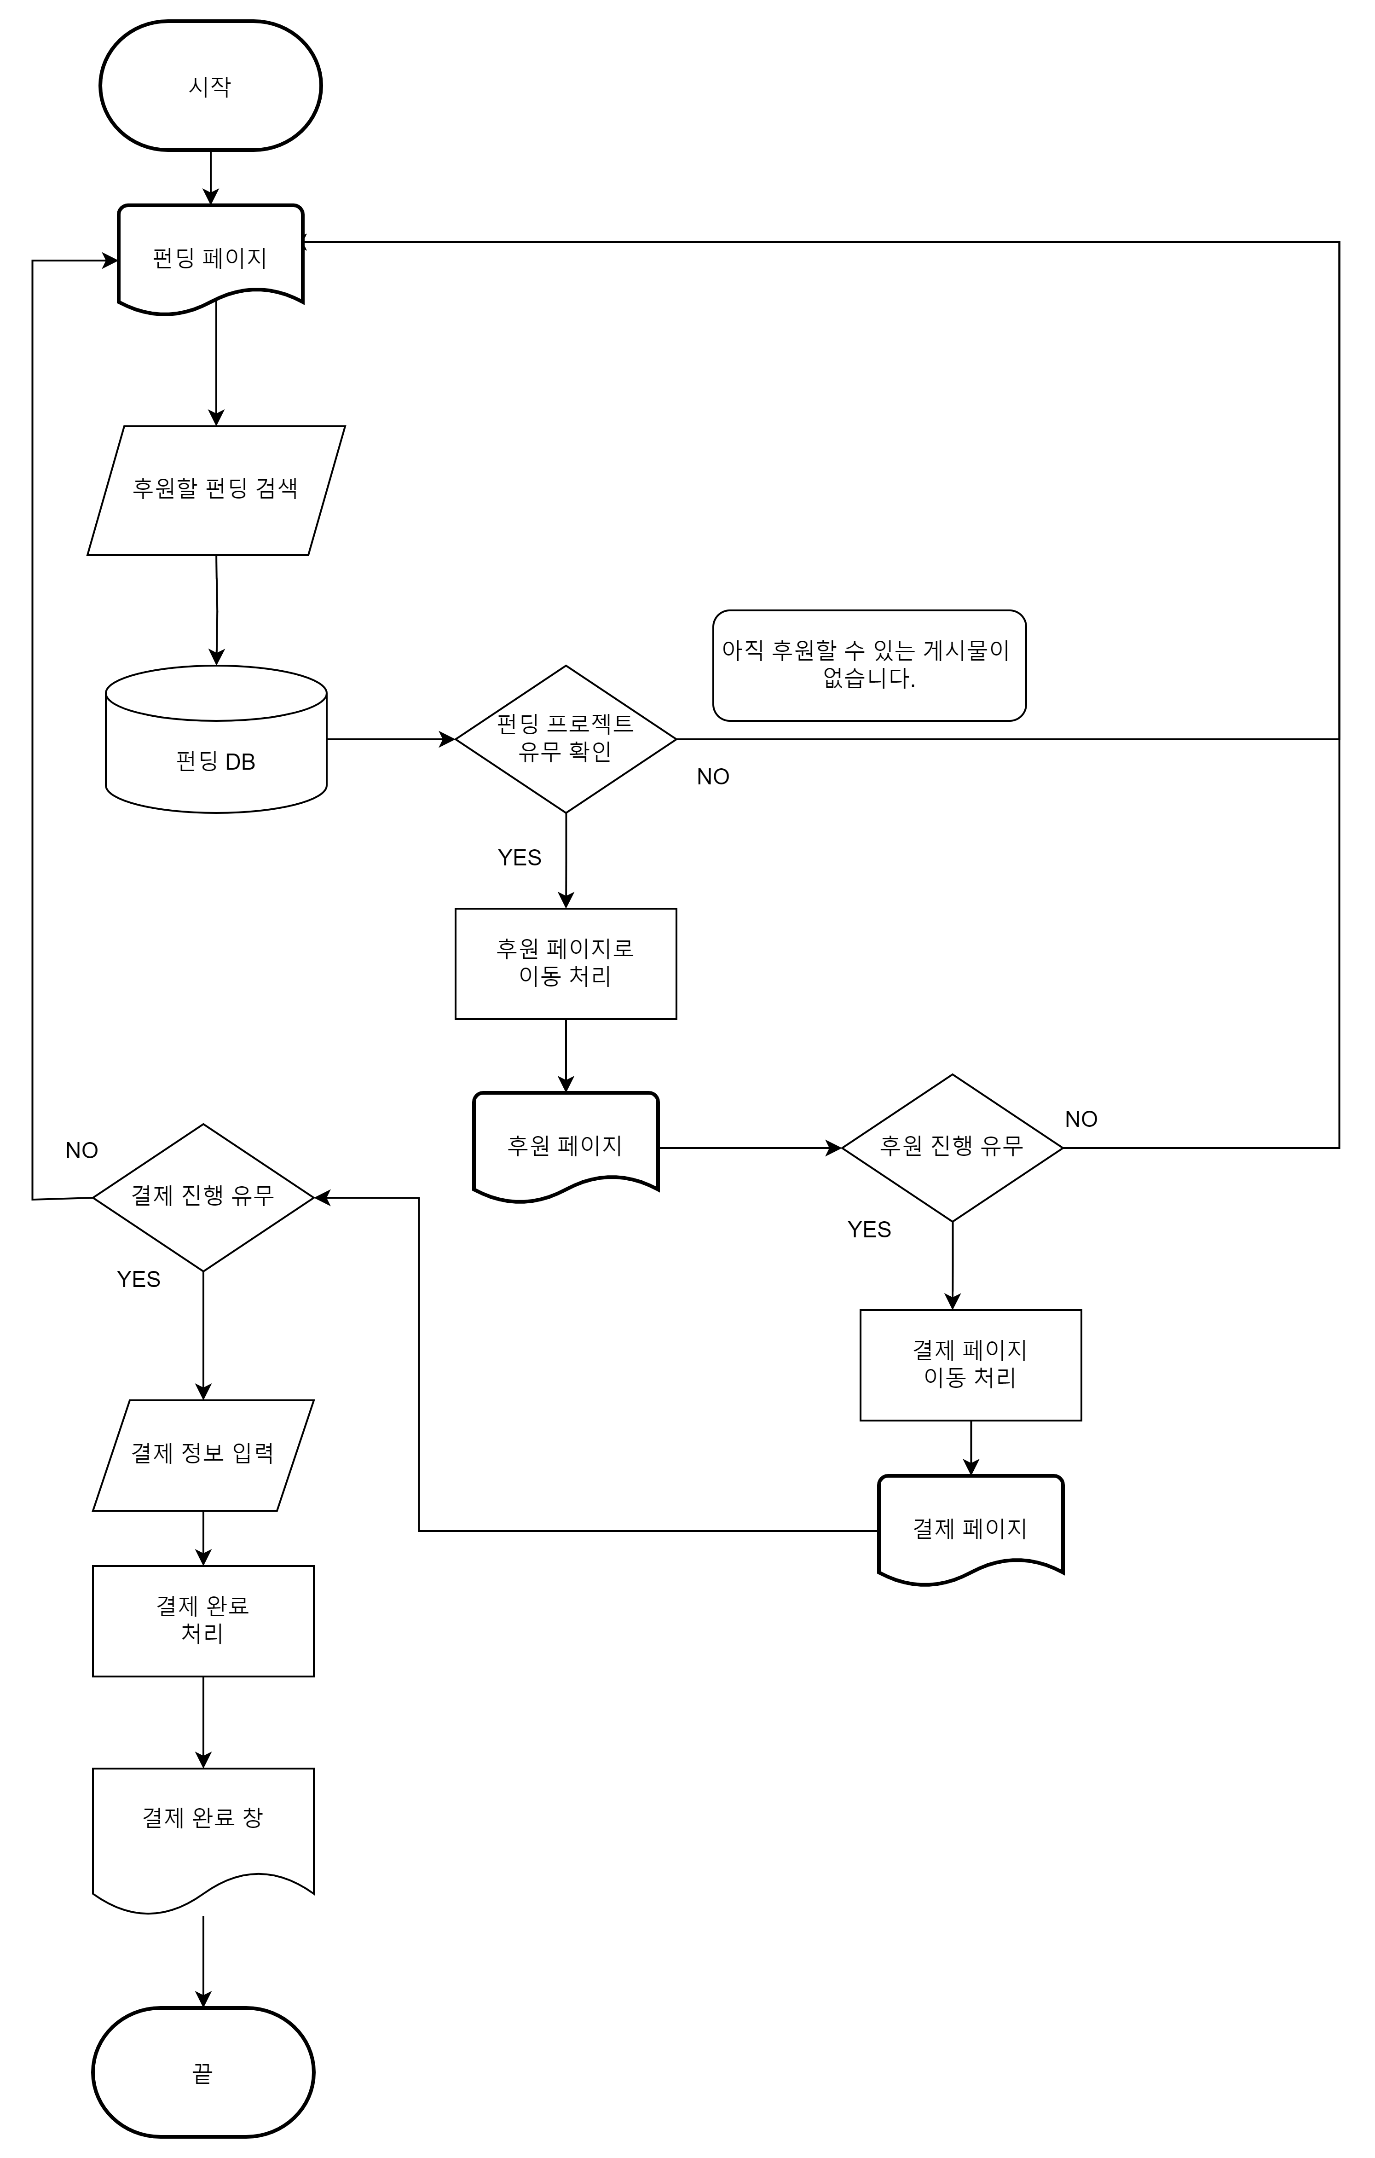 시작
펀딩 페이지
후원할 펀딩 검색
아직 후원할 수 있는 게시물이
없습니다.
펀딩 DB
펀딩 프로젝트
유무 확인
NO
YES
후원 페이지로
이동 처리
후원 페이지
후원 진행 유무
NO
YES
NO
결제 진행 유무
YES
결제 페이지
이동 처리
결제 페이지
결제 정보 입력
결제 완료
처리
결제 완료 창
끝